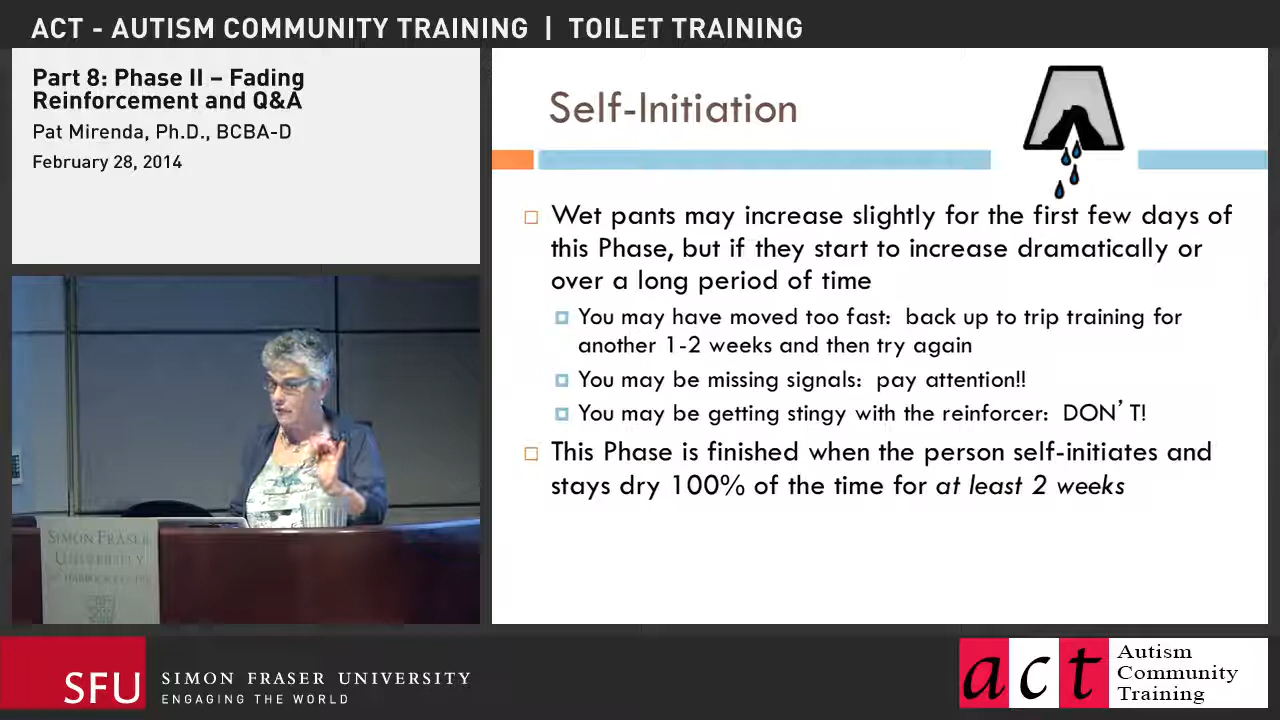 ACT - AUTISM COMMUNITY TRAINING | TOILET TRAINING
Part 8: Phase II – Fading
Reinforcement and Q&A
Pat Mirenda, Ph.D., BCBA-D
February 28, 2014
Self-Initiation
Wet pants may increase slightly for the first few days of
this Phase, but if they start to increase dramatically or
over a long period of time
You may have moved too fast: back up to trip training for
another 1-2 weeks and then try again
You may be missing signals: pay attention!!
You may be getting stingy with the reinforcer: DON'T!
This Phase is finished when the person self-initiates and
stays dry 100% of the time for at least 2 weeks
SIMON FRASER
UNIVERSITY
SFU
SIMON FRASER UNIVERSITY
ENGAGING THE WORLD
act
Autism
Community
Training